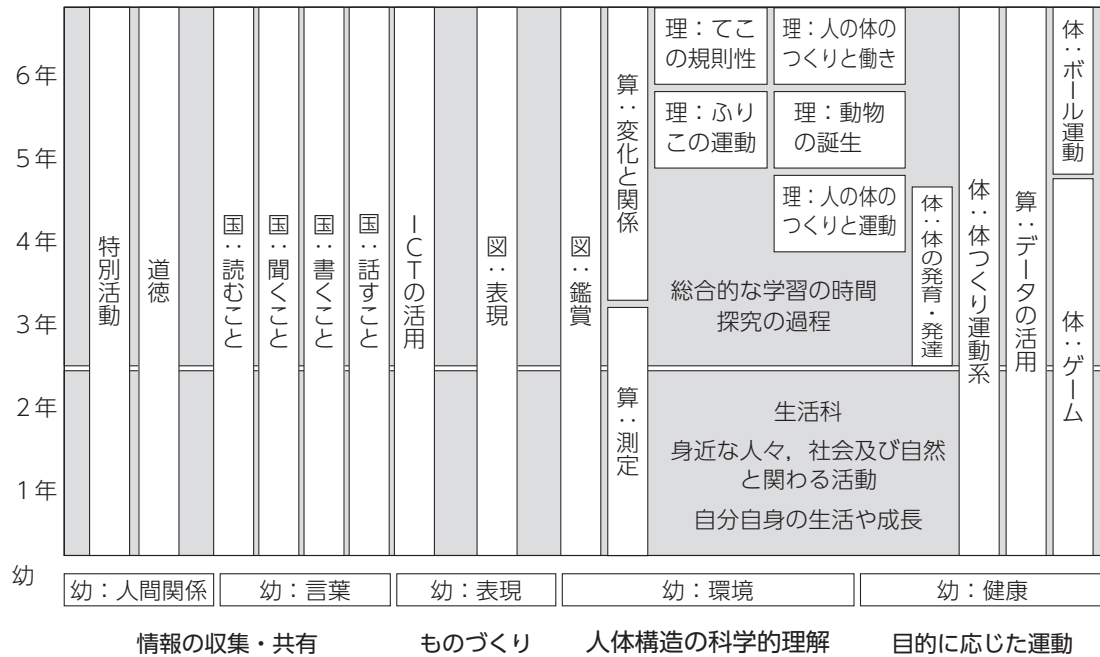 6年
5年
4年
3年
2年
1年
幼
特別活動
道徳
国：読むこと
国：聞くこと
国：書くこと
国：話すこと
ICTの活用
図：表現
図：鑑賞
算：変化と関係
算：測定
理：てこ
の規則性
理：人の体の
つくりと働き
理：ふり
この運動
理：動物
の誕生
理：人の体の
つくりと運動
総合的な学習の時間
探究の過程
体：体の発育・発達
生活科
身近な人々，社会及び自然
と関わる活動
自分自身の生活や成長
体：体つくり運動系
算：データの活用
体：ボール運動
体：ゲーム
幼：人間関係
幼：言葉
幼：表現
幼：環境
幼：健康
情報の収集・共有
ものづくり
人体構造の科学的理解
目的に応じた運動